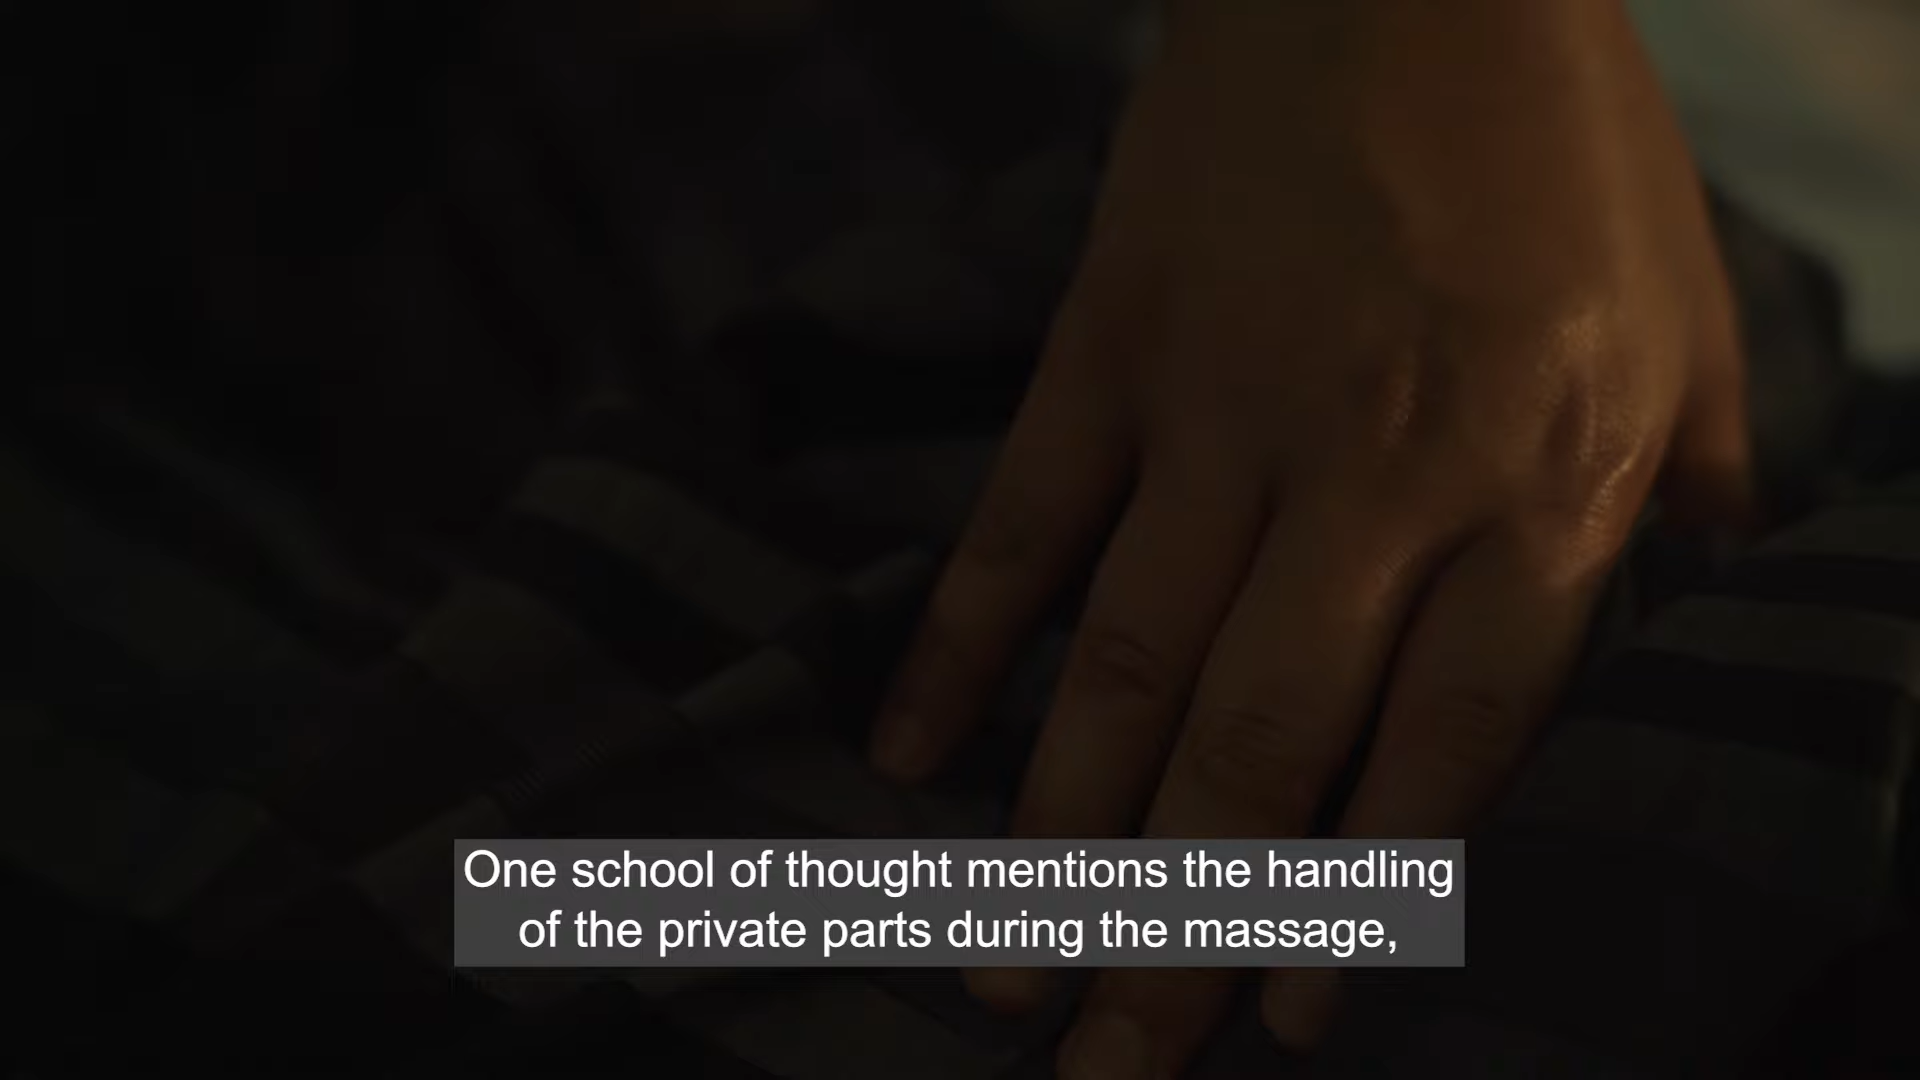 One school of thought mentions the handling
of the private parts during the massage,